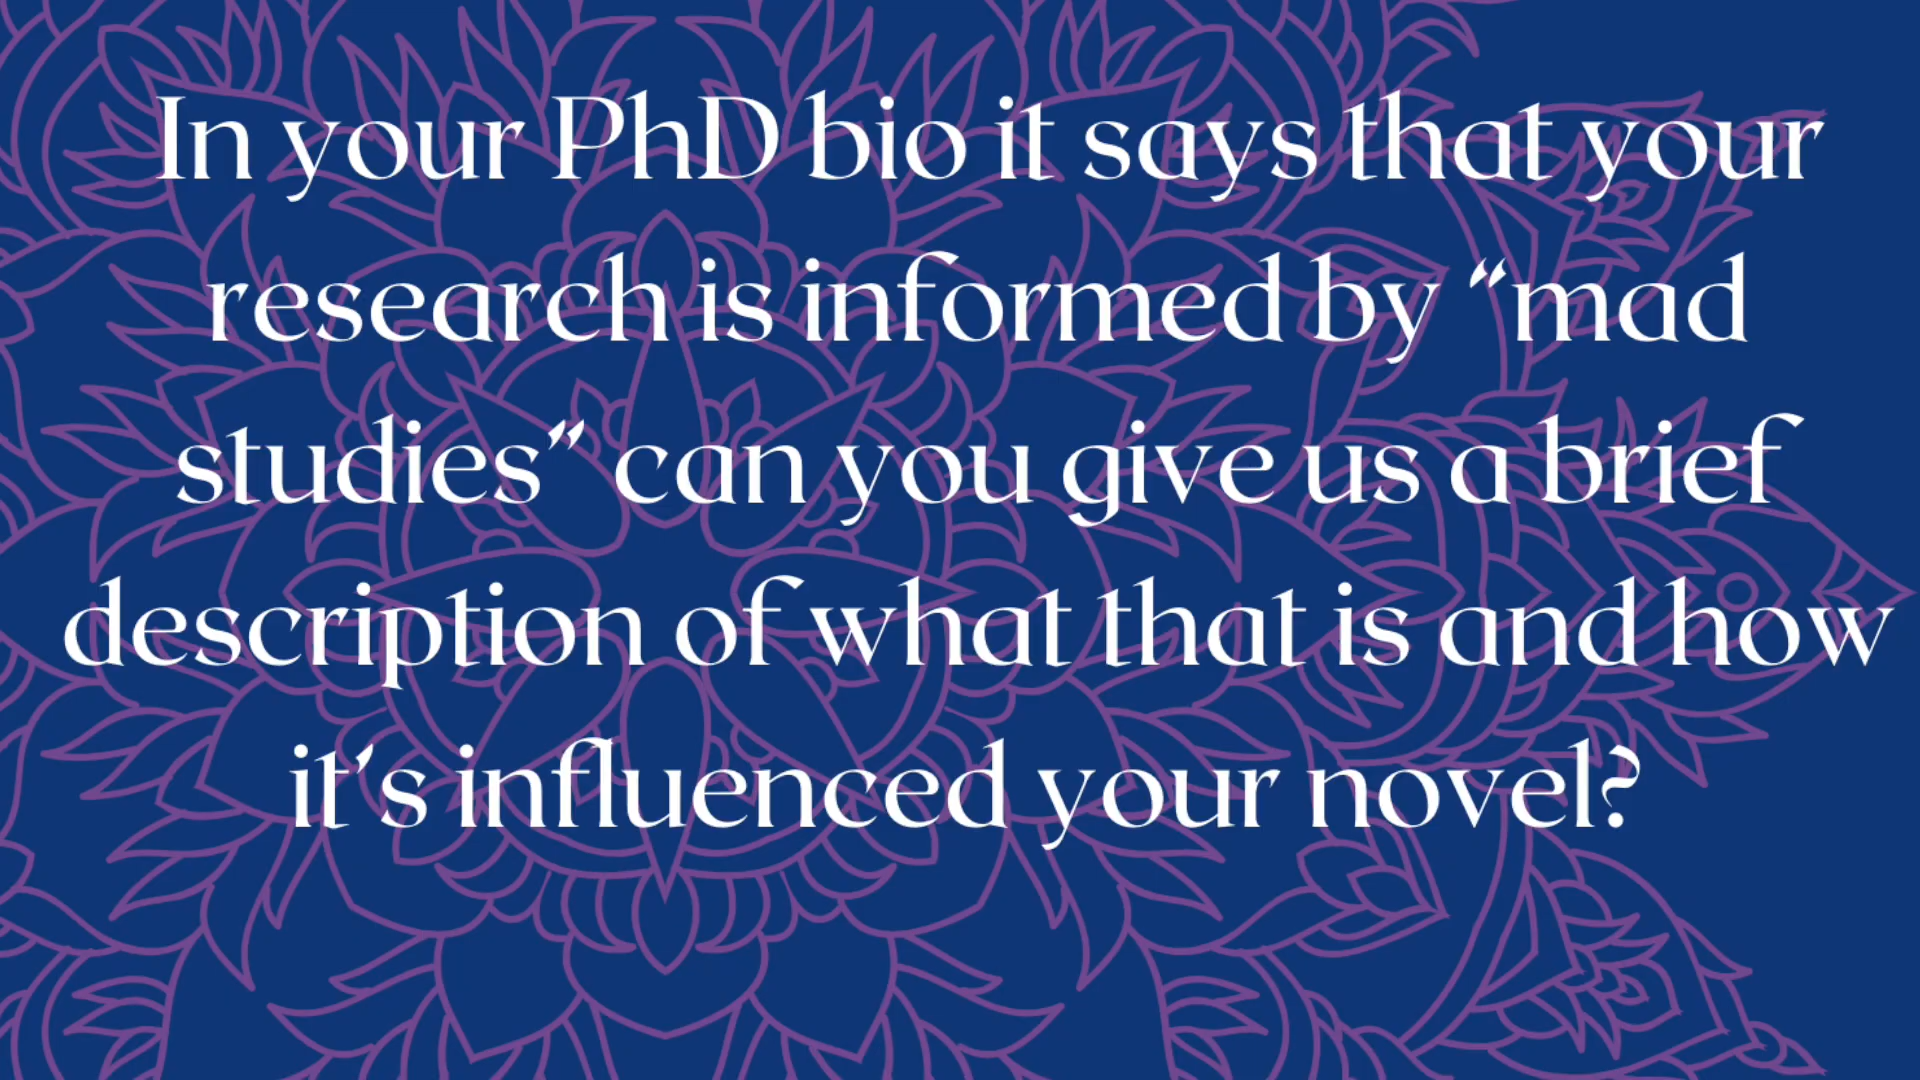 In your PhD bio it says that your
research is informed by “mad
studies” can you give us a brief
description of what that is and how
it's influenced your novel?